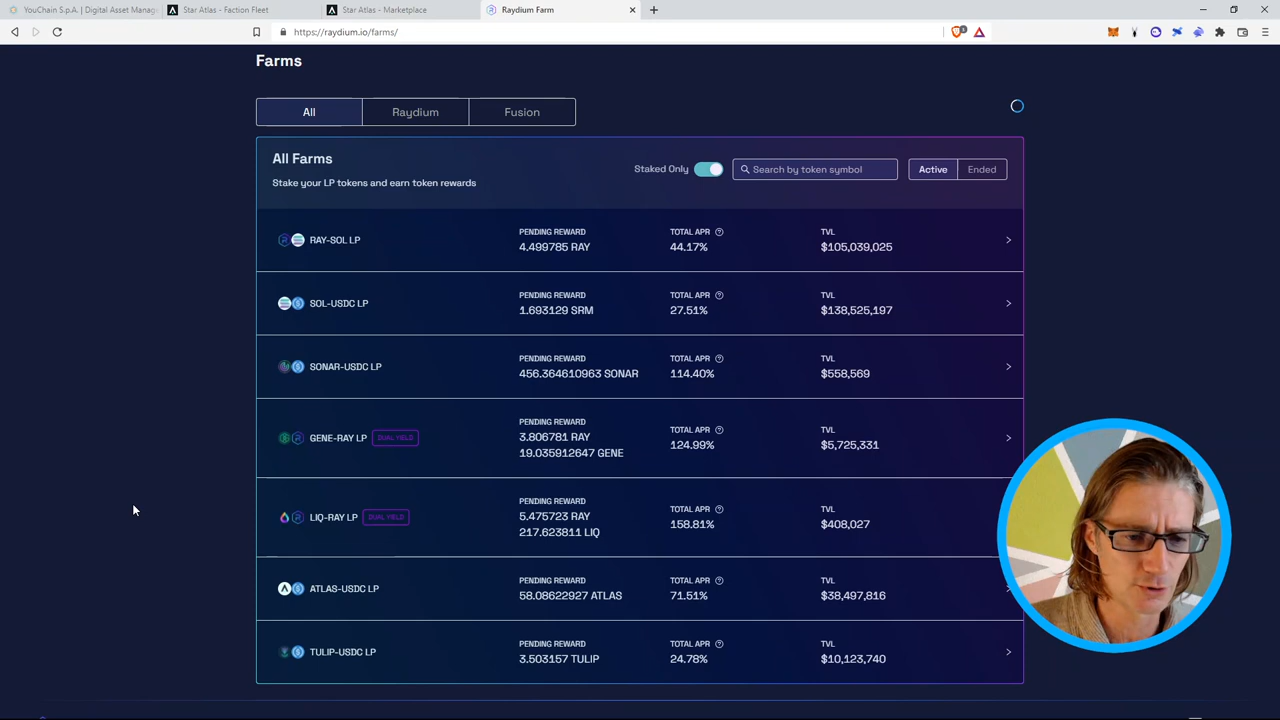 YouChain S.p.A. | Digital Asset Manag
Star Atlas - Faction Fleet
Star Atlas - Marketplace
Raydium Farm
https://raydium.io/farms/
Farms
All
Raydium
Fusion
All Farms
Stake your LP tokens and earn token rewards
Staked Only
Search by token symbol
Active
Ended
RAY-SOL LP
PENDING REWARD
4.499785 RAY
TOTAL APR
44.17%
TVL
$105,039,025
SOL-USDC LP
PENDING REWARD
1.693129 SRM
TOTAL APR
27.51%
TVL
$138,525,197
SONAR-USDC LP
PENDING REWARD
456.364610963 SONAR
TOTAL APR
114.40%
TVL
$558,569
GENE-RAY LP
DUAL YIELD
PENDING REWARD
3.806781 RAY
19.035912647 GENE
TOTAL APR
124.99%
TVL
$5,725,331
LIQ-RAY LP
DUAL YIELD
PENDING REWARD
5.475723 RAY
217.623811 LIQ
TOTAL APR
158.81%
TVL
$408,027
ATLAS-USDC LP
PENDING REWARD
58.08622927 ATLAS
TOTAL APR
71.51%
TVL
$38,497,816
TULIP-USDC LP
PENDING REWARD
3.503157 TULIP
TOTAL APR
24.78%
TVL
$10,123,740